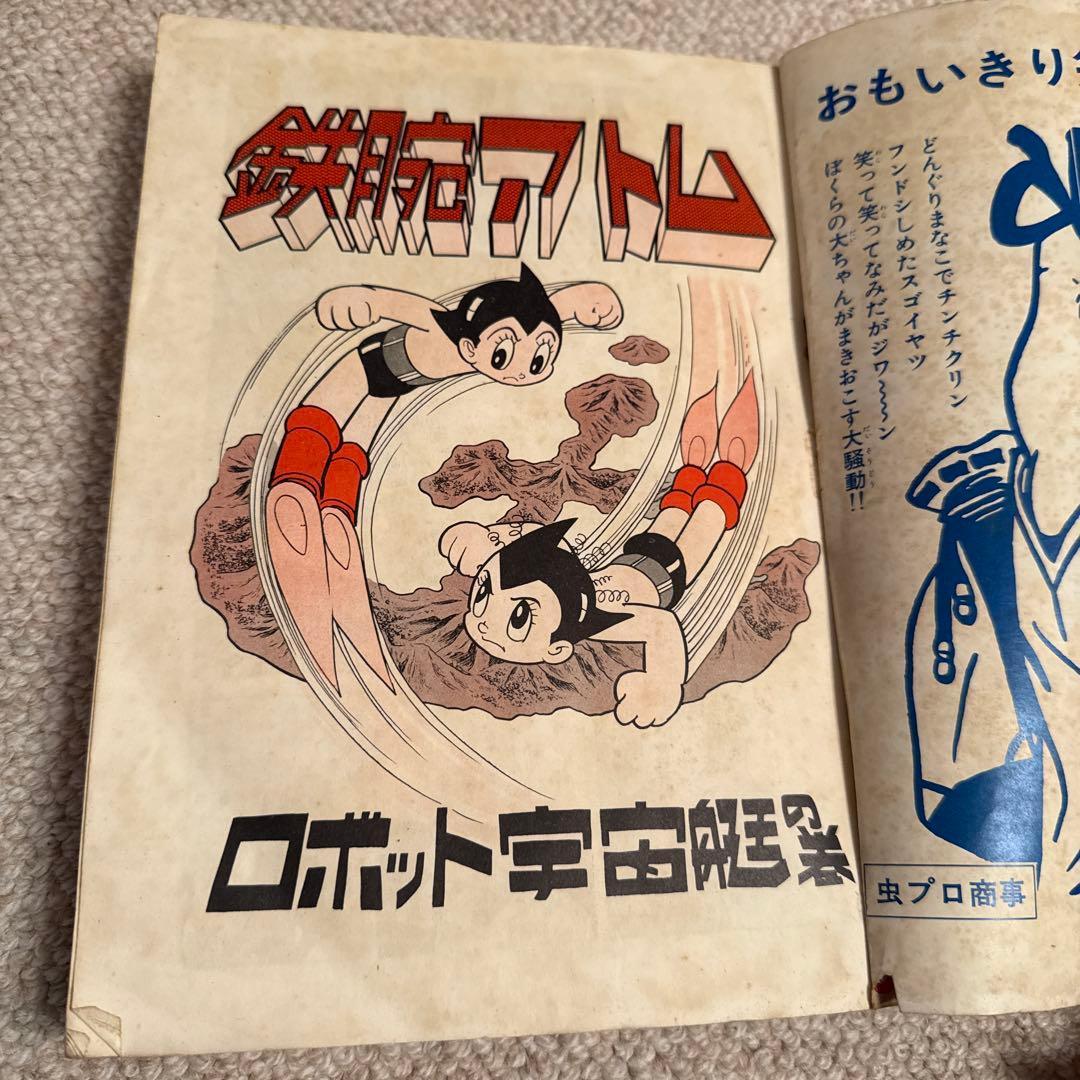 鉄腕アトム
ロボット宇宙艇の巻
おもいきり
どんぐりまなこでチンチクリン
フンドシしめたスゴイヤツ
笑って笑ってなみだがジワ〜〜〜ン
ぼくらの大ちゃんがまきおこす大騒動!!
虫プロ商事